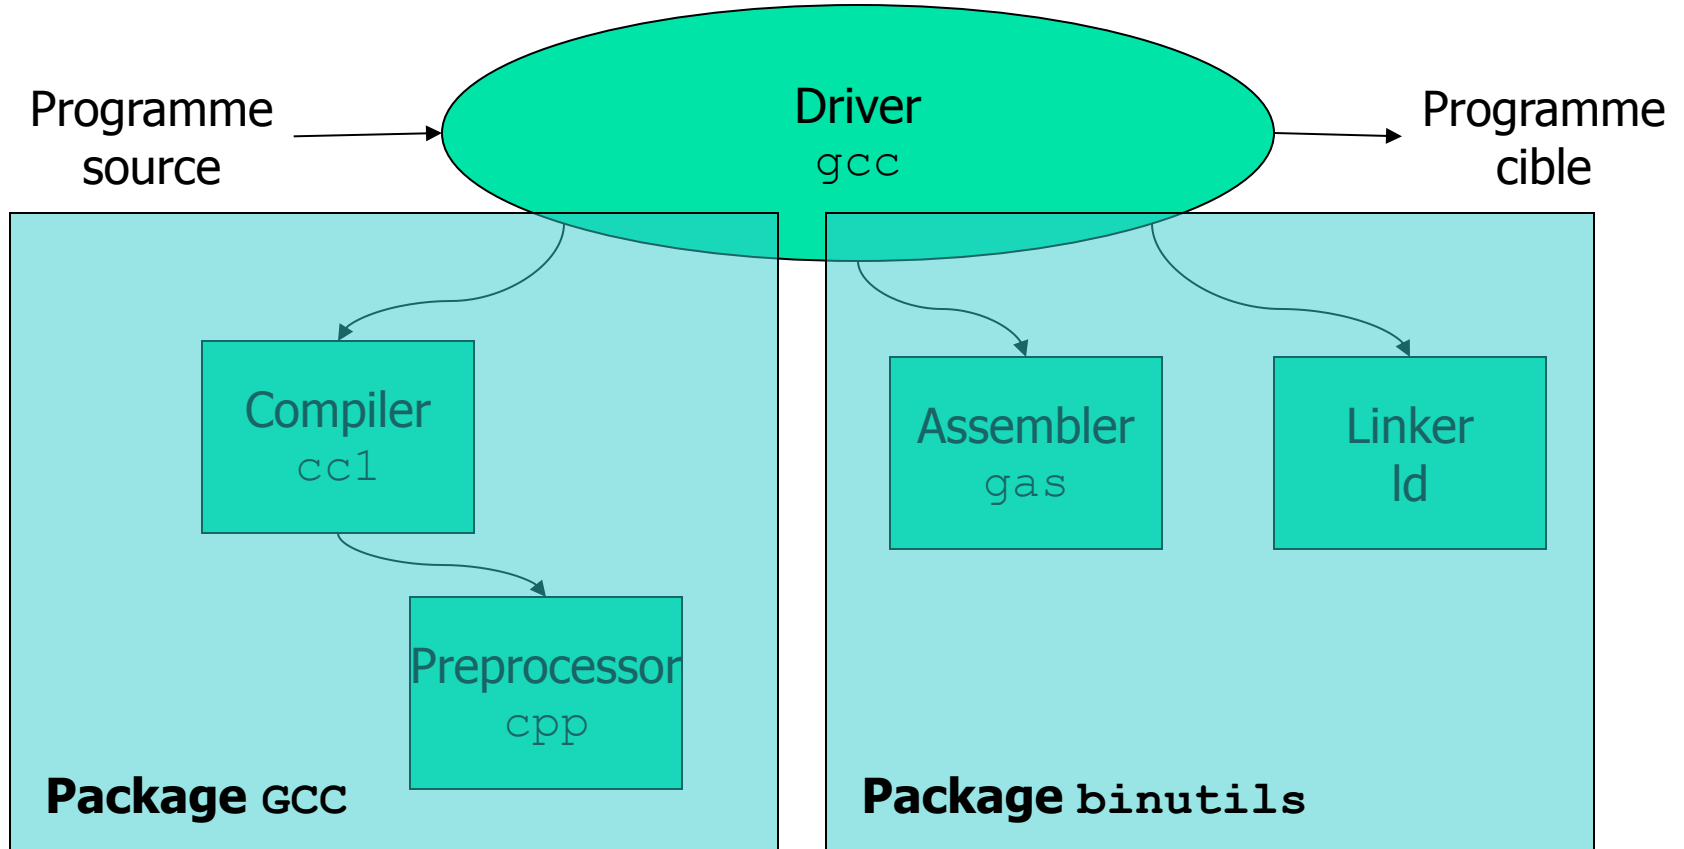 Programme
source
Driver
gcc
Programme
cible
Compiler
cc1
Preprocessor
cpp
Package GCC
Assembler
gas
Linker
ld
Package binutils